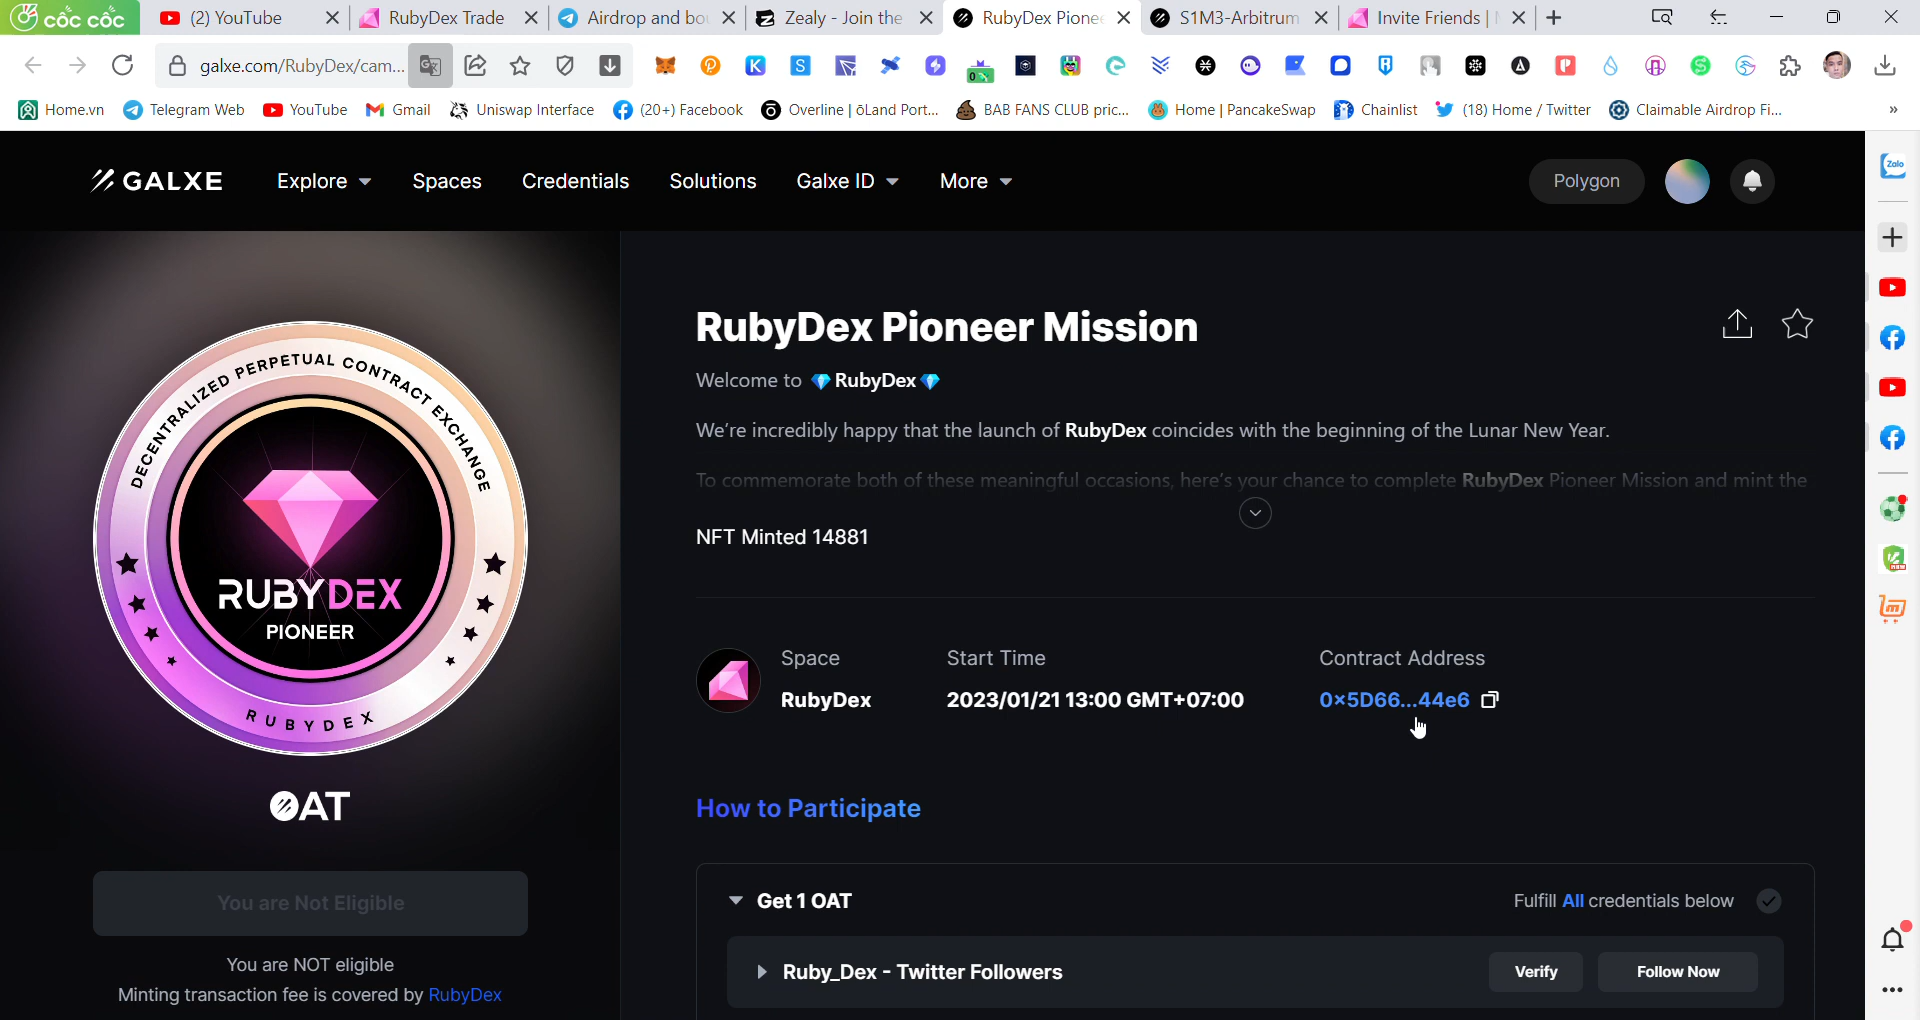 cốc cốc
(2) YouTube
RubyDex Trade
Airdrop and bou
Zealy - Join the
RubyDex Pionee
S1M3-Arbitrum
Invite Friends |
galxe.com/RubyDex/cam...
Home.vn
Telegram Web
YouTube
Gmail
Uniswap Interface
(20+) Facebook
Overline | ōLand Port...
BAB FANS CLUB pric...
Home | PancakeSwap
Chainlist
(18) Home / Twitter
Claimable Airdrop Fi...
»
GALXE
Explore
Spaces
Credentials
Solutions
Galxe ID
More
Polygon
Zalo
DECENTRALIZED PERPETUAL CONTRACT EXCHANGE
RUBYDEX
PIONEER
RUBYDEX
OAT
You are Not Eligible
You are NOT eligible
Minting transaction fee is covered by RubyDex
RubyDex Pioneer Mission
Welcome to 💎RubyDex💎
We're incredibly happy that the launch of RubyDex coincides with the beginning of the Lunar New Year.
To commemorate both of these meaningful occasions, here's your chance to complete RubyDex Pioneer Mission and mint the
NFT Minted 14881
Space
RubyDex
Start Time
2023/01/21 13:00 GMT+07:00
Contract Address
0×5D66...44e6
How to Participate
Get 1 OAT
Fulfill All credentials below
Ruby_Dex - Twitter Followers
Verify
Follow Now